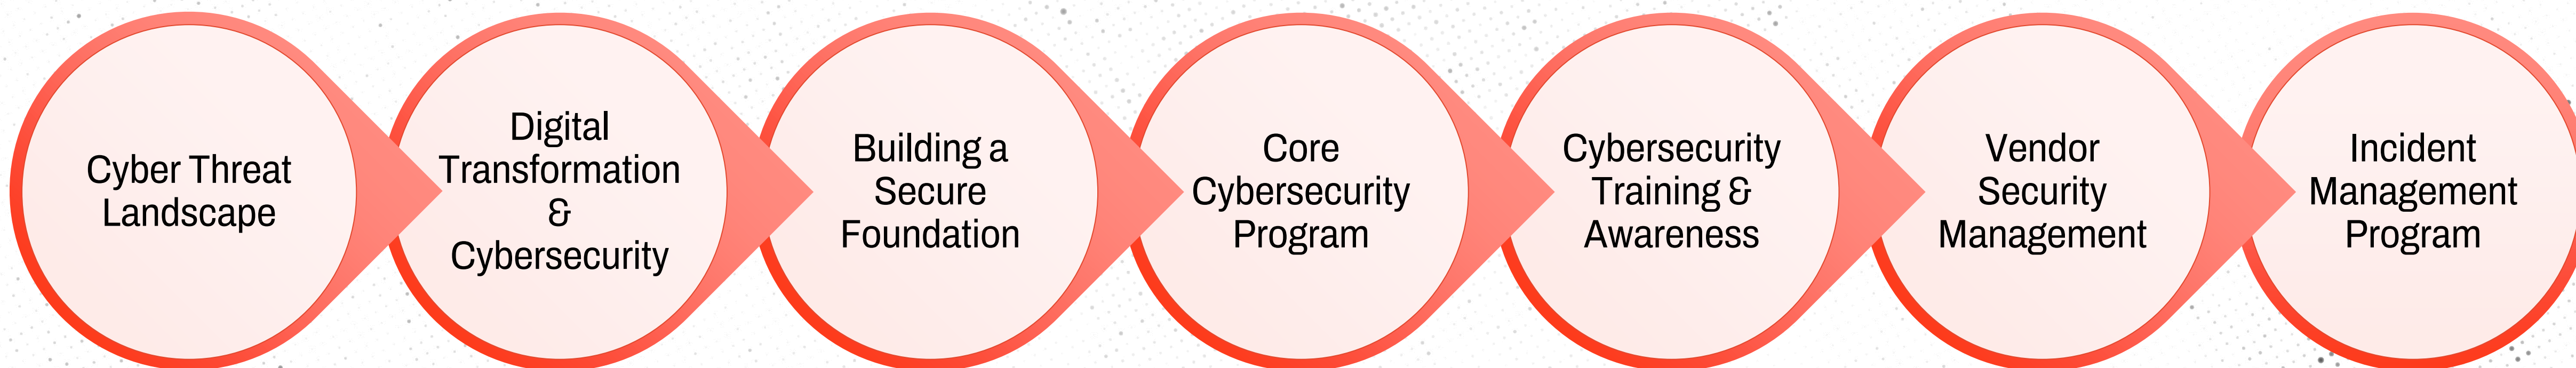 Cyber Threat
Landscape
Digital
Transformation
&
Cybersecurity
Building a
Secure
Foundation
Core
Cybersecurity
Program
Cybersecurity
Training &
Awareness
Vendor
Security
Management
Incident
Management
Program